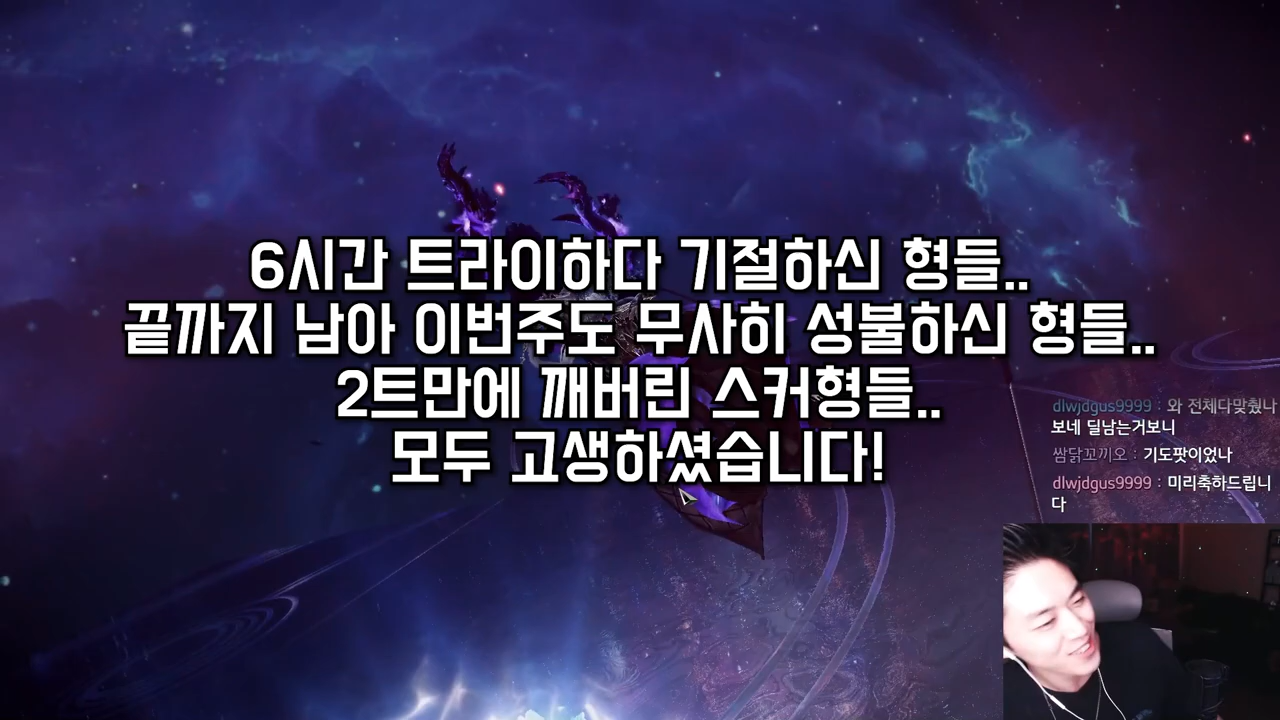 6시간 트라이하다 기절하신 형들..
끝까지 남아 이번주도 무사히 성불하신 형들..
2트만에 깨버린 스커형들..
모두 고생하셨습니다!
dlwjdgus9999 : 와 전체다맞췄나
보네 딜남는거보니
쌈닭꼬끼오 : 기도팟이었나
dlwjdgus9999 : 미리축하드립니
다